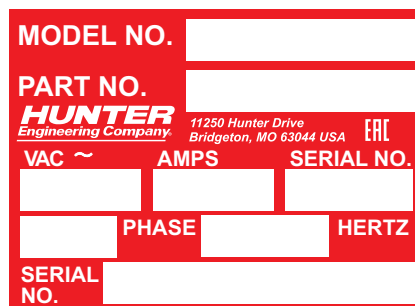 MODEL NO.
PART NO.
HUNTER
Engineering Company®
11250 Hunter Drive
Bridgeton, MO 63044 USA
EAC
VAC ~
AMPS
SERIAL NO.
PHASE
HERTZ
SERIAL
NO.